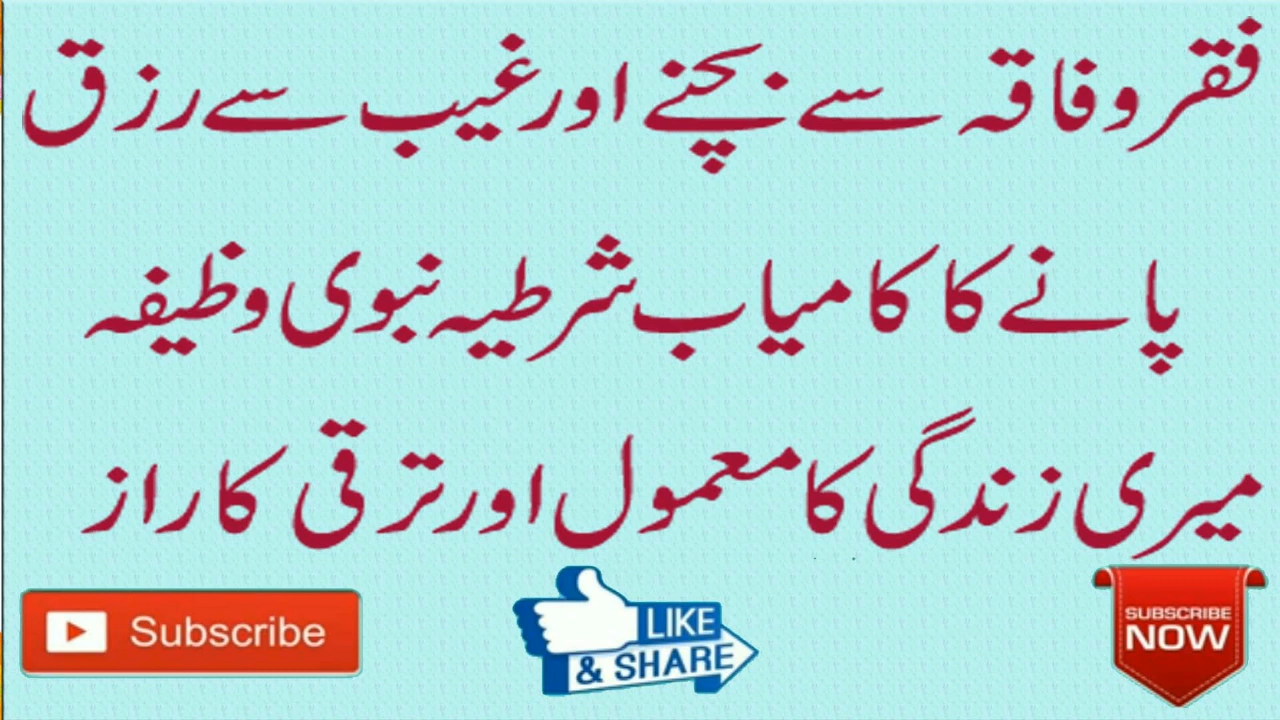 فقر و فاقہ سے بچنے اور غیب سے رزق
پانے کا کامیاب شرطیہ نبوی وظیفہ
میری زندگی کا معمول اور ترقی کا راز
Subscribe
LIKE
& SHARE
SUBSCRIBE
NOW